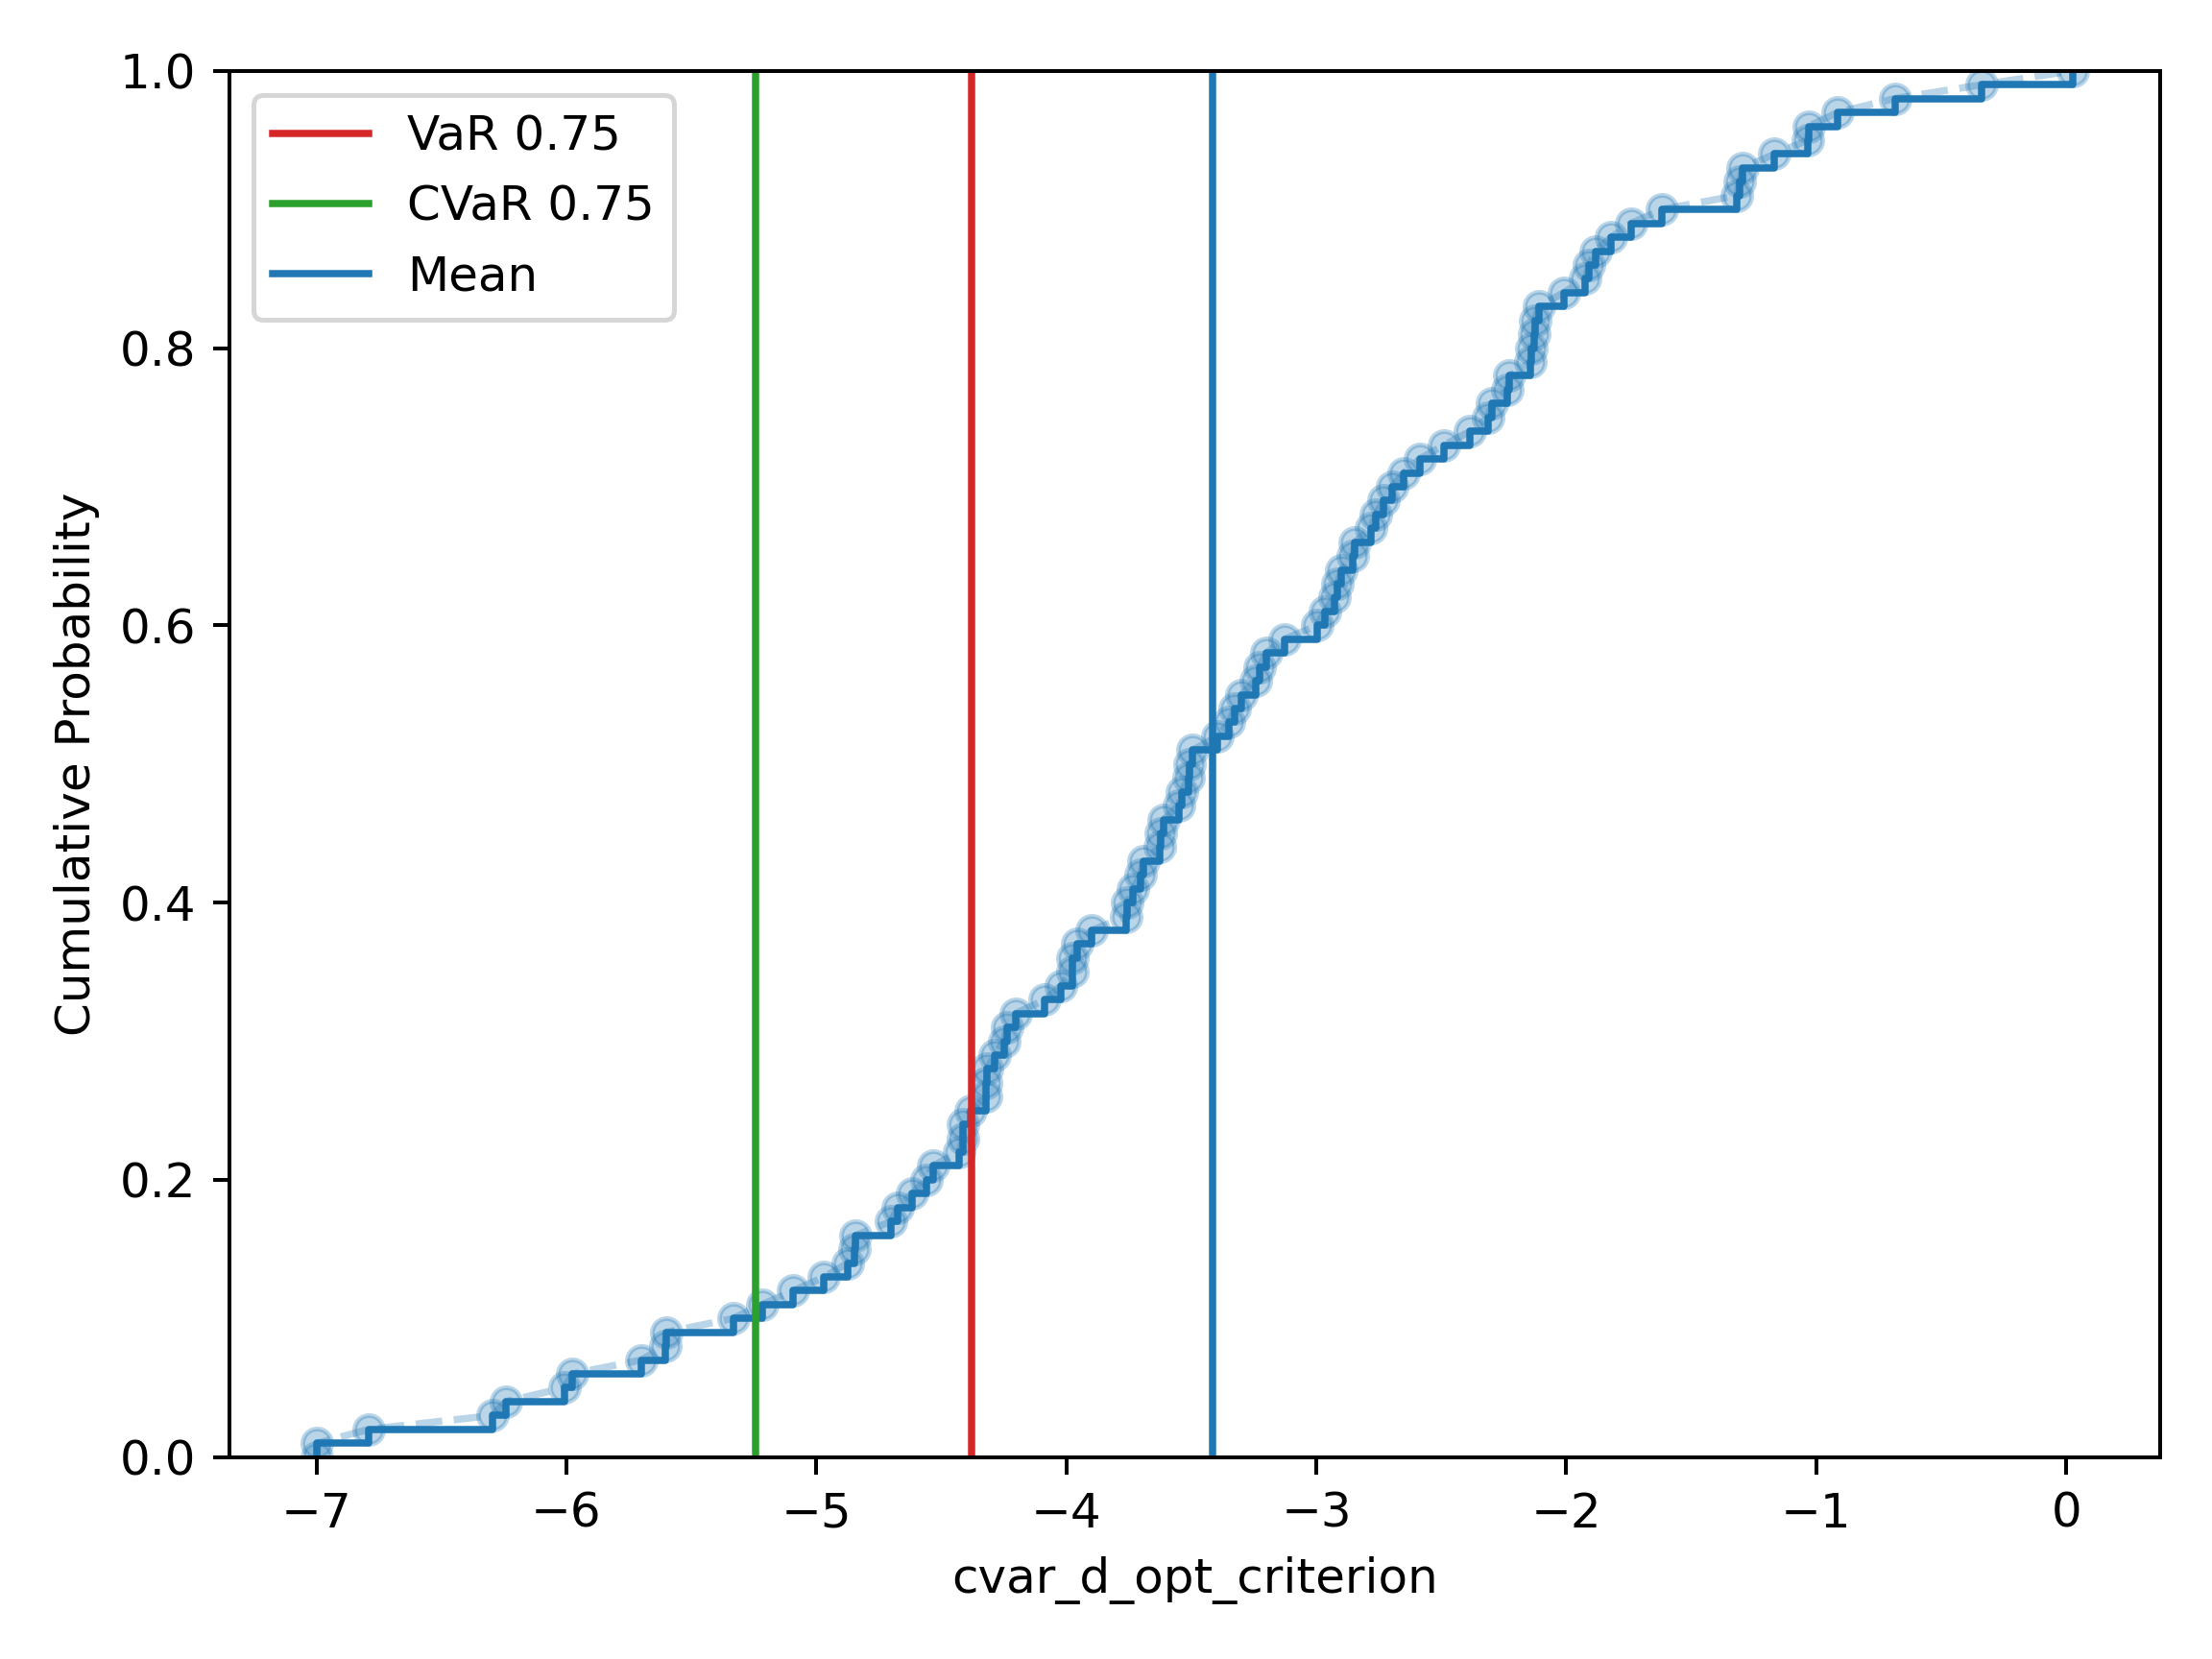 1.0
VaR 0.75
CVaR 0.75
Mean
0.8
0.6
0.4
0.2
0.0
Cumulative Probability
−7 −6 −5 −4 −3 −2 −1 0
cvar_d_opt_criterion